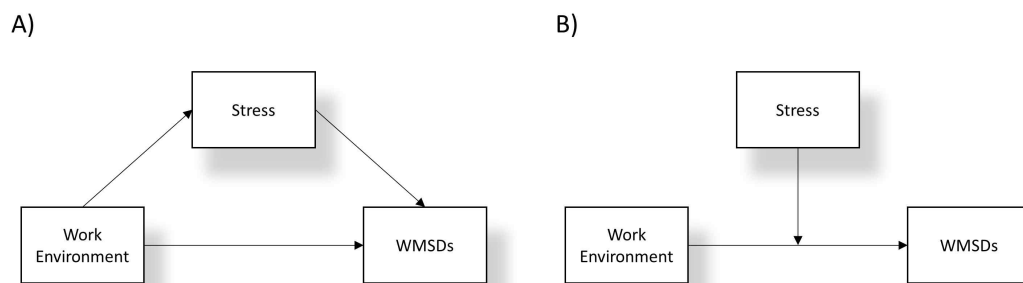 A)
Stress
Work
Environment
WMSDs
B)
Stress
Work
Environment
WMSDs